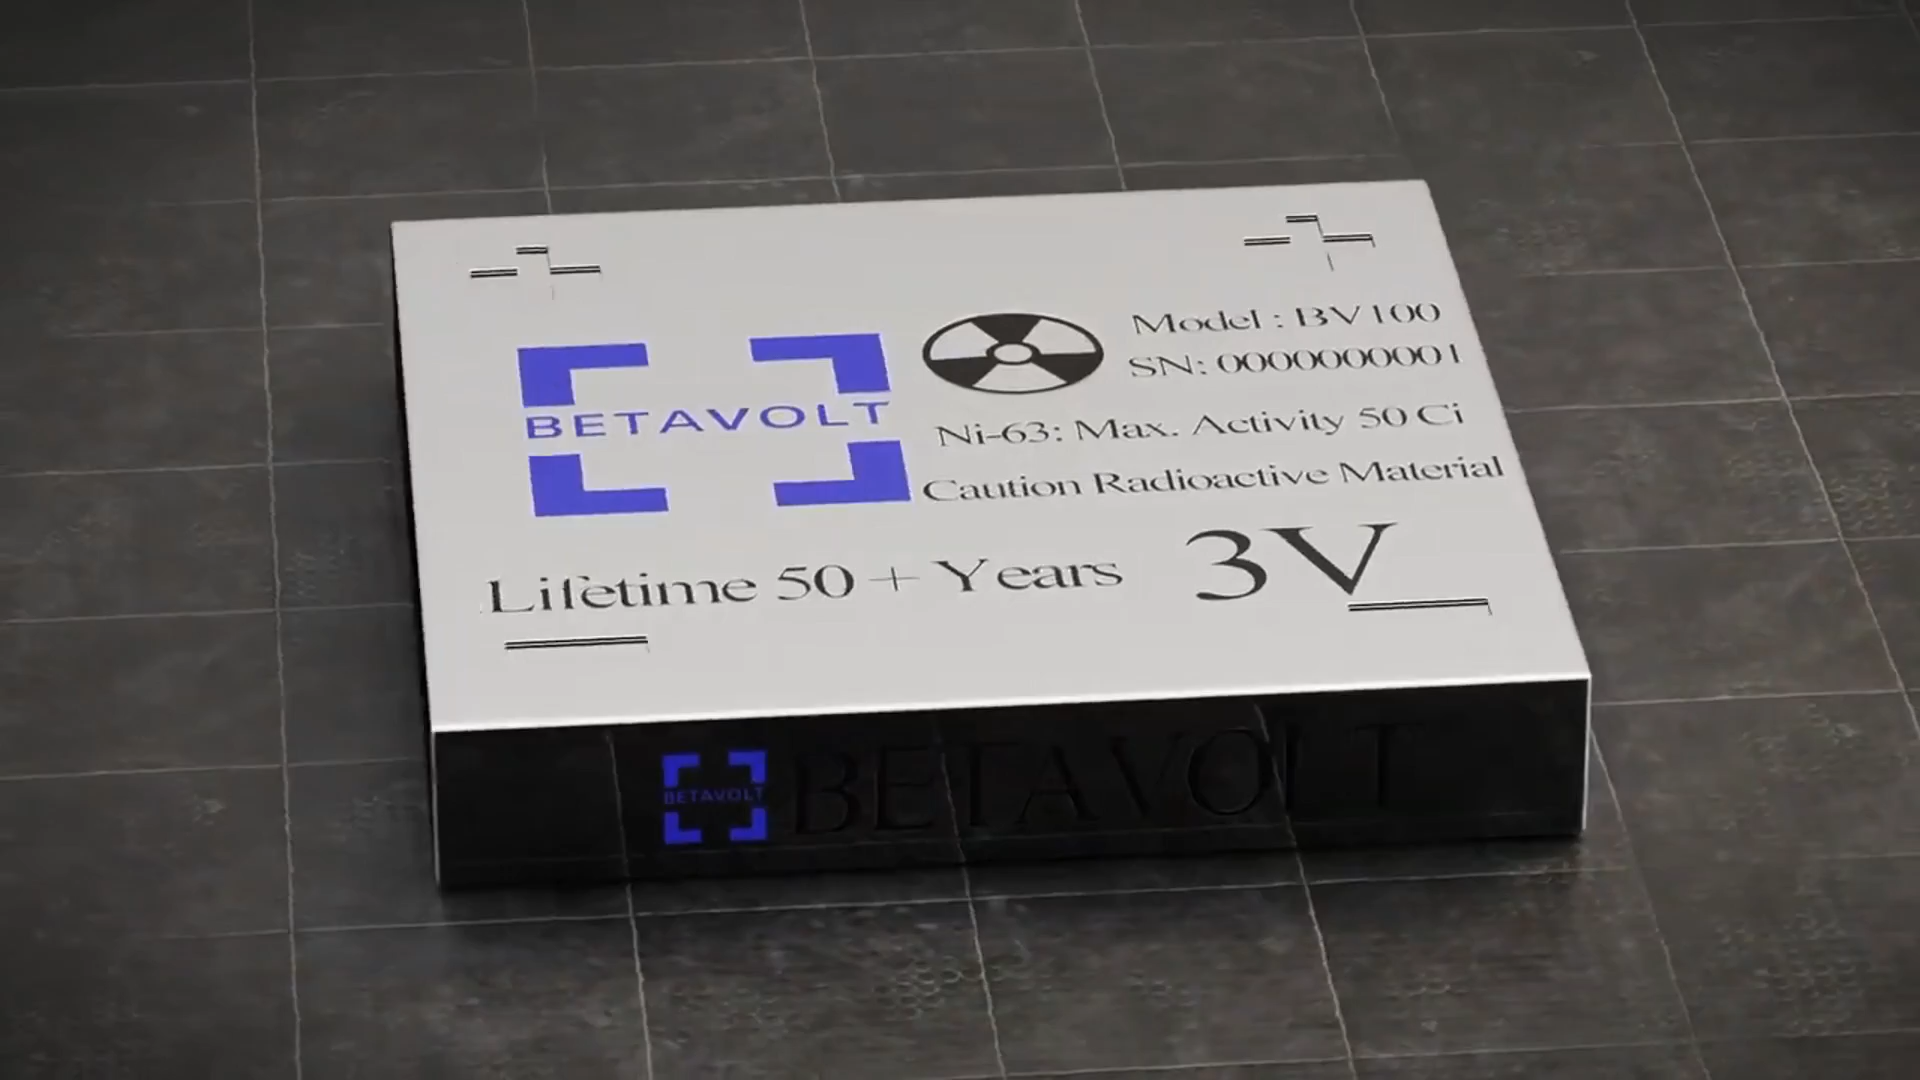 BETAVOLT
Model : BV100
SN: 0000000001
Ni-63: Max. Activity 50 Ci
Caution Radioactive Material
Lifetime 50 + Years
3V
BETAVOLT
BETAVOLT